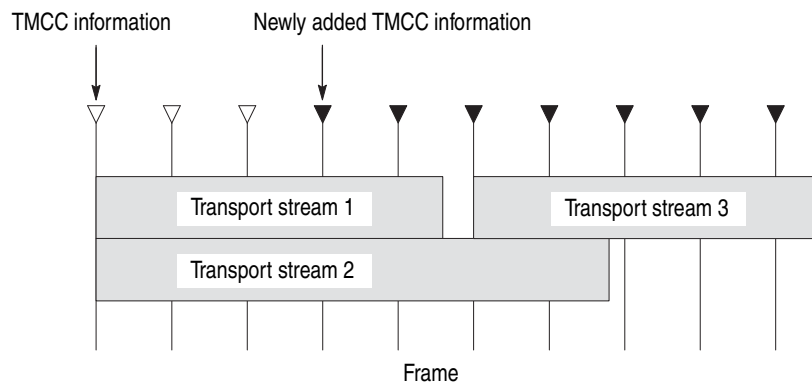 TMCC information
Newly added TMCC information
Transport stream 1
Transport stream 3
Transport stream 2
Frame